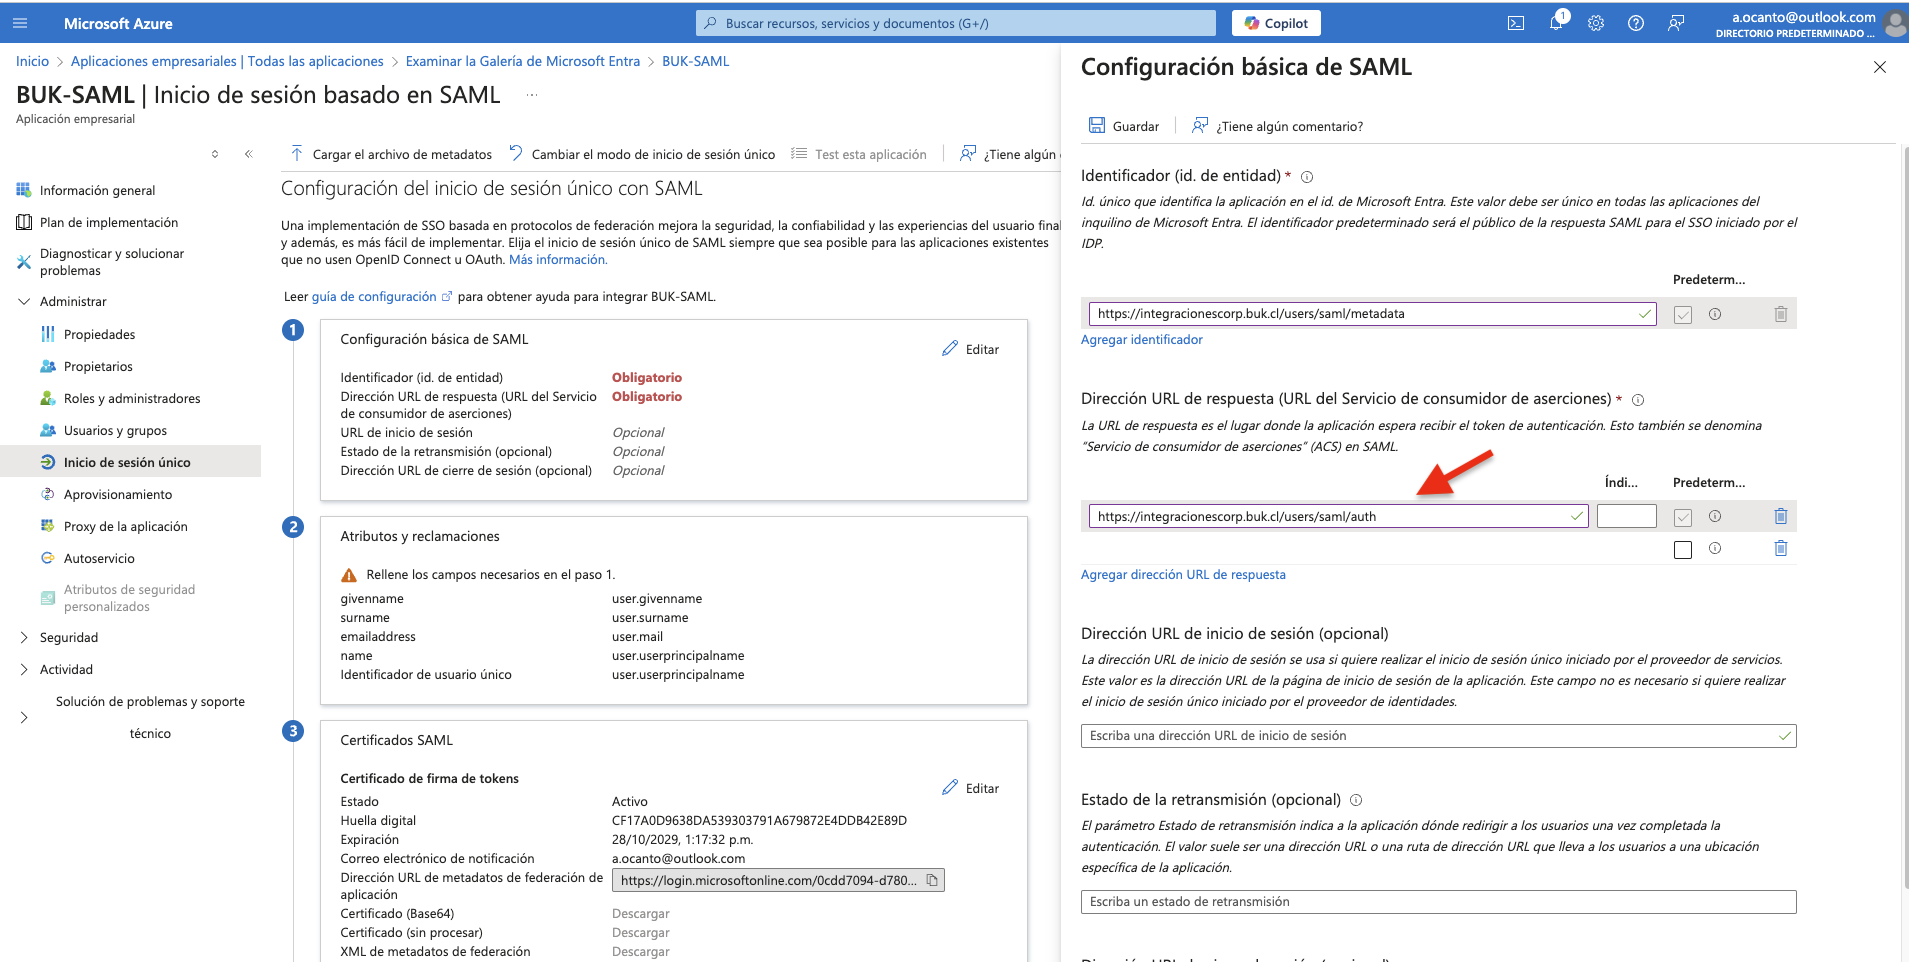 Microsoft Azure
Buscar recursos, servicios y documentos (G+/)
Copilot
1
a.ocanto@outlook.com
DIRECTORIO PREDETERMINADO ...
Inicio > Aplicaciones empresariales | Todas las aplicaciones > Examinar la Galería de Microsoft Entra > BUK-SAML
BUK-SAML | Inicio de sesión basado en SAML ...
Aplicación empresarial
Cargar el archivo de metadatos
Cambiar el modo de inicio de sesión único
Test esta aplicación
¿Tiene algún
Información general
Plan de implementación
Diagnosticar y solucionar
problemas
Administrar
Propiedades
Propietarios
Roles y administradores
Usuarios y grupos
Inicio de sesión único
Aprovisionamiento
Proxy de la aplicación
Autoservicio
Atributos de seguridad
personalizados
Seguridad
Actividad
Solución de problemas y soporte
técnico
Configuración del inicio de sesión único con SAML
Una implementación de SSO basada en protocolos de federación mejora la seguridad, la confiabilidad y las experiencias del usuario final
y además, es más fácil de implementar. Elija el inicio de sesión único de SAML siempre que sea posible para las aplicaciones existentes
que no usen OpenID Connect u OAuth. Más información.
Leer guía de configuración para obtener ayuda para integrar BUK-SAML.
1
Configuración básica de SAML
Editar
Identificador (id. de entidad) Obligatorio
Dirección URL de respuesta (URL del Servicio Obligatorio
de consumidor de aserciones)
URL de inicio de sesión Opcional
Estado de la retransmisión (opcional) Opcional
Dirección URL de cierre de sesión (opcional) Opcional
2
Atributos y reclamaciones
Rellene los campos necesarios en el paso 1.
givenname user.givenname
surname user.surname
emailaddress user.mail
name user.userprincipalname
Identificador de usuario único user.userprincipalname
3
Certificados SAML
Certificado de firma de tokens
Editar
Estado Activo
Huella digital CF17A0D9638DA539303791A679872E4DDB42E89D
Expiración 28/10/2029, 1:17:32 p.m.
Correo electrónico de notificación a.ocanto@outlook.com
Dirección URL de metadatos de federación de https://login.microsoftonline.com/0cdd7094-d780...
aplicación
Certificado (Base64) Descargar
Certificado (sin procesar) Descargar
XML de metadatos de federación Descargar
Configuración básica de SAML
Guardar
¿Tiene algún comentario?
Identificador (id. de entidad) *
Id. único que identifica la aplicación en el id. de Microsoft Entra. Este valor debe ser único en todas las aplicaciones del
inquilino de Microsoft Entra. El identificador predeterminado será el público de la respuesta SAML para el SSO iniciado por el
IDP.
Predeterm...
https://integracionescorp.buk.cl/users/saml/metadata
Agregar identificador
Dirección URL de respuesta (URL del Servicio de consumidor de aserciones) *
La URL de respuesta es el lugar donde la aplicación espera recibir el token de autenticación. Esto también se denomina
"Servicio de consumidor de aserciones" (ACS) en SAML.
Índi... Predeterm...
https://integracionescorp.buk.cl/users/saml/auth
Agregar dirección URL de respuesta
Dirección URL de inicio de sesión (opcional)
La dirección URL de inicio de sesión se usa si quiere realizar el inicio de sesión único iniciado por el proveedor de servicios.
Este valor es la dirección URL de la página de inicio de sesión de la aplicación. Este campo no es necesario si quiere realizar
el inicio de sesión único iniciado por el proveedor de identidades.
Escriba una dirección URL de inicio de sesión
Estado de la retransmisión (opcional)
El parámetro Estado de retransmisión indica a la aplicación dónde redirigir a los usuarios una vez completada la
autenticación. El valor suele ser una dirección URL o una ruta de dirección URL que lleva a los usuarios a una ubicación
específica de la aplicación.
Escriba un estado de retransmisión